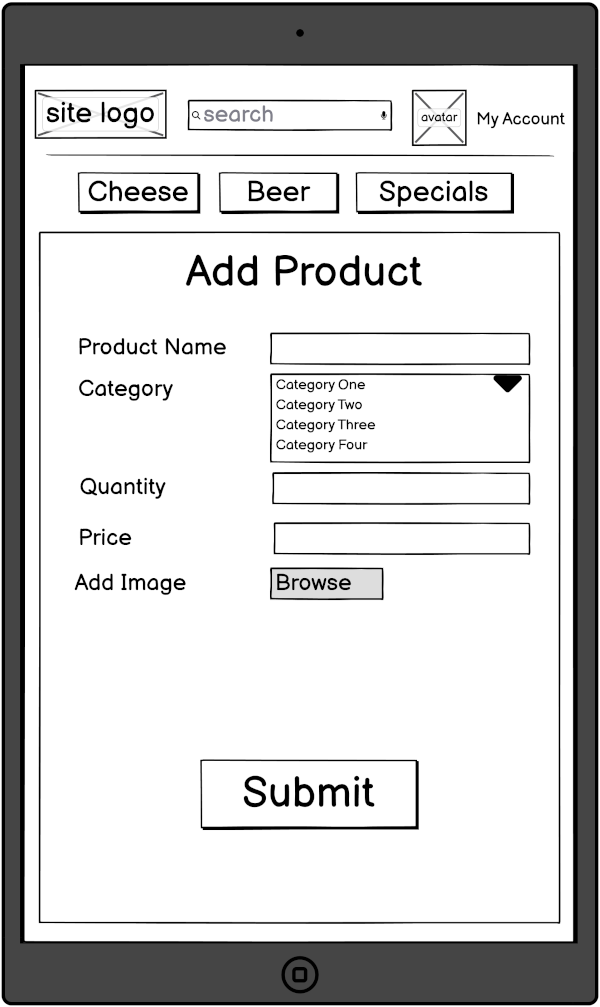 site logo
search
avatar
My Account
Cheese
Beer
Specials
Add Product
Product Name
Category
Category One
Category Two
Category Three
Category Four
Quantity
Price
Add Image
Browse
Submit